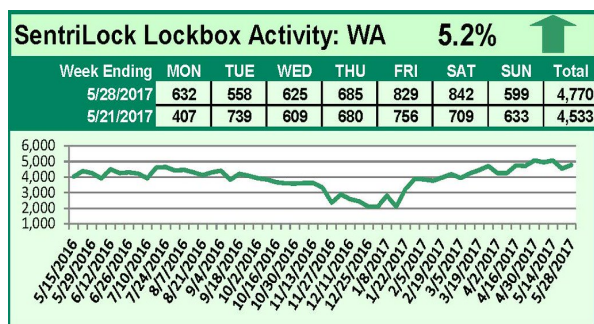 SentriLock Lockbox Activity: WA 5.2%
Week Ending MON TUE WED THU FRI SAT SUN Total
5/28/2017 632 558 625 685 829 842 599 4,770
5/21/2017 407 739 609 680 756 709 633 4,533
6,000
5,000
4,000
3,000
2,000
1,000
5/15/2016 5/29/2016 6/12/2016 6/26/2016 7/10/2016 7/24/2016 8/7/2016 8/21/2016 9/4/2016 9/18/2016 10/2/2016 10/16/2016 10/30/2016 11/13/2016 11/27/2016 12/11/2016 12/25/2016 1/8/2017 1/22/2017 2/5/2017 2/19/2017 3/5/2017 3/19/2017 4/2/2017 4/16/2017 4/30/2017 5/14/2017 5/28/2017